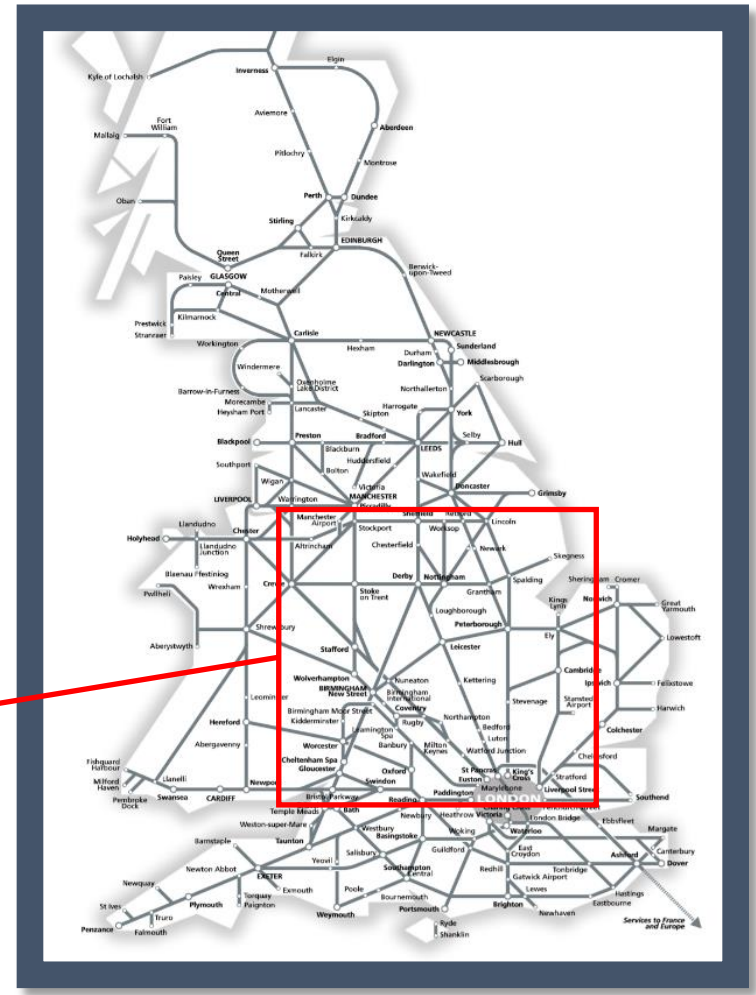 Elgin
Inverness
Kyle of Lochalsh
Aviemore
Fort
William
Aberdeen
Mallaig
Pitlochry
Montrose
Perth
Dundee
Oban
Stirling
Kirkcaldy
EDINBURGH
Queen
Street
Falkirk
Berwick-
upon-Tweed
Paisley
GLASGOW
Central
Motherwell
Prestwick
Kilmarnock
Stranraer
Carlisle
NEWCASTLE
Workington
Hexham
Sunderland
Durham
Darlington
Middlesbrough
Windermere
Scarborough
Oxenholme
Lake District
Barrow-in-Furness
Northallerton
Morecambe
Heysham Port
Lancaster
Harrogate
York
Skipton
Blackpool
Preston
Bradford
Selby
Hull
Blackburn
LEEDS
Southport
Huddersfield
Bolton
Wakefield
Wigan
Victoria
Doncaster
LIVERPOOL
Warrington
MANCHESTER
Piccadilly
Grimsby
Manchester
Airport
Sheffield
Retford
Lincoln
Llandudno
Stockport
Worksop
Holyhead
Chester
Llandudno
Junction
Altrincham
Chesterfield
Newark
Skegness
Blaenau Ffestiniog
Wrexham
Crewe
Stoke
on Trent
Derby
Nottingham
Grantham
Spalding
Sheringham
Cromer
Pwllheli
Kings
Lynn
Norwich
Great
Yarmouth
Loughborough
Shrewsbury
Peterborough
Ely
Lowestoft
Aberystwyth
Stafford
Leicester
Cambridge
Wolverhampton
Nuneaton
Kettering
Ipswich
Felixstowe
BIRMINGHAM
New Street
Birmingham
International
Stansted
Airport
Leominster
Coventry
Stevenage
Harwich
Birmingham Moor Street
Kidderminster
Rugby
Northampton
Hereford
Leamington
Spa
Bedford
Colchester
Abergavenny
Worcester
Banbury
Milton
Keynes
Luton
Watford Junction
Chelmsford
Fishguard
Harbour
Cheltenham Spa
Gloucester
Oxford
St Pancras
King's
Cross
Stratford
Milford
Haven
Llanelli
Newport
Swindon
Euston
Marylebone
Liverpool Street
Pembroke
Dock
Swansea
CARDIFF
Bristol Parkway
Reading
Paddington
LONDON
Southend
Temple Meads
Bath
Newbury
Heathrow
Victoria
London Bridge
Ebbsfleet
Weston-super-Mare
Westbury
Basingstoke
Woking
Waterloo
Margate
Barnstaple
Taunton
Salisbury
Guildford
East
Croydon
Canterbury
Newton Abbot
Yeovil
Southampton
Central
Redhill
Tonbridge
Ashford
Dover
EXETER
Gatwick Airport
Newquay
Exmouth
Poole
Lewes
Hastings
St Ives
Plymouth
Torquay
Paignton
Bournemouth
Eastbourne
Truro
Weymouth
Portsmouth
Brighton
Newhaven
Penzance
Falmouth
Ryde
Shanklin
Services to France
and Europe